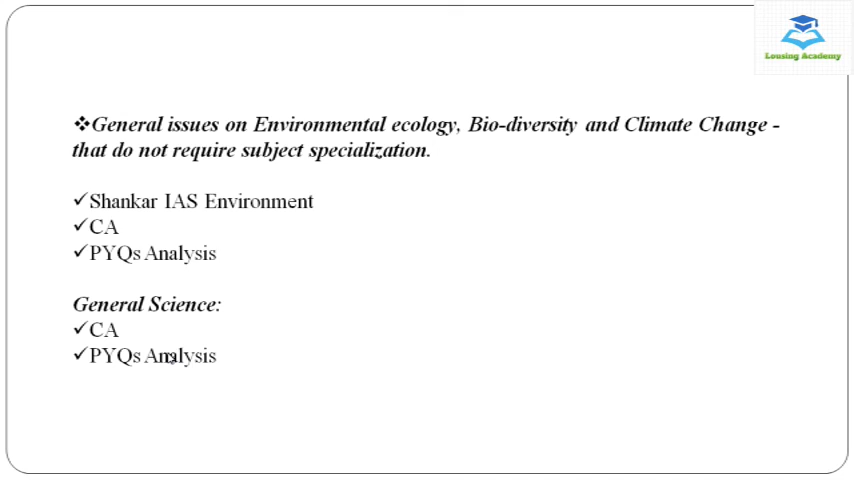 Lousing Academy
❖General issues on Environmental ecology, Bio-diversity and Climate Change -
that do not require subject specialization.
✓Shankar IAS Environment
✓CA
✓PYQs Analysis
General Science:
✓CA
✓PYQs Analysis